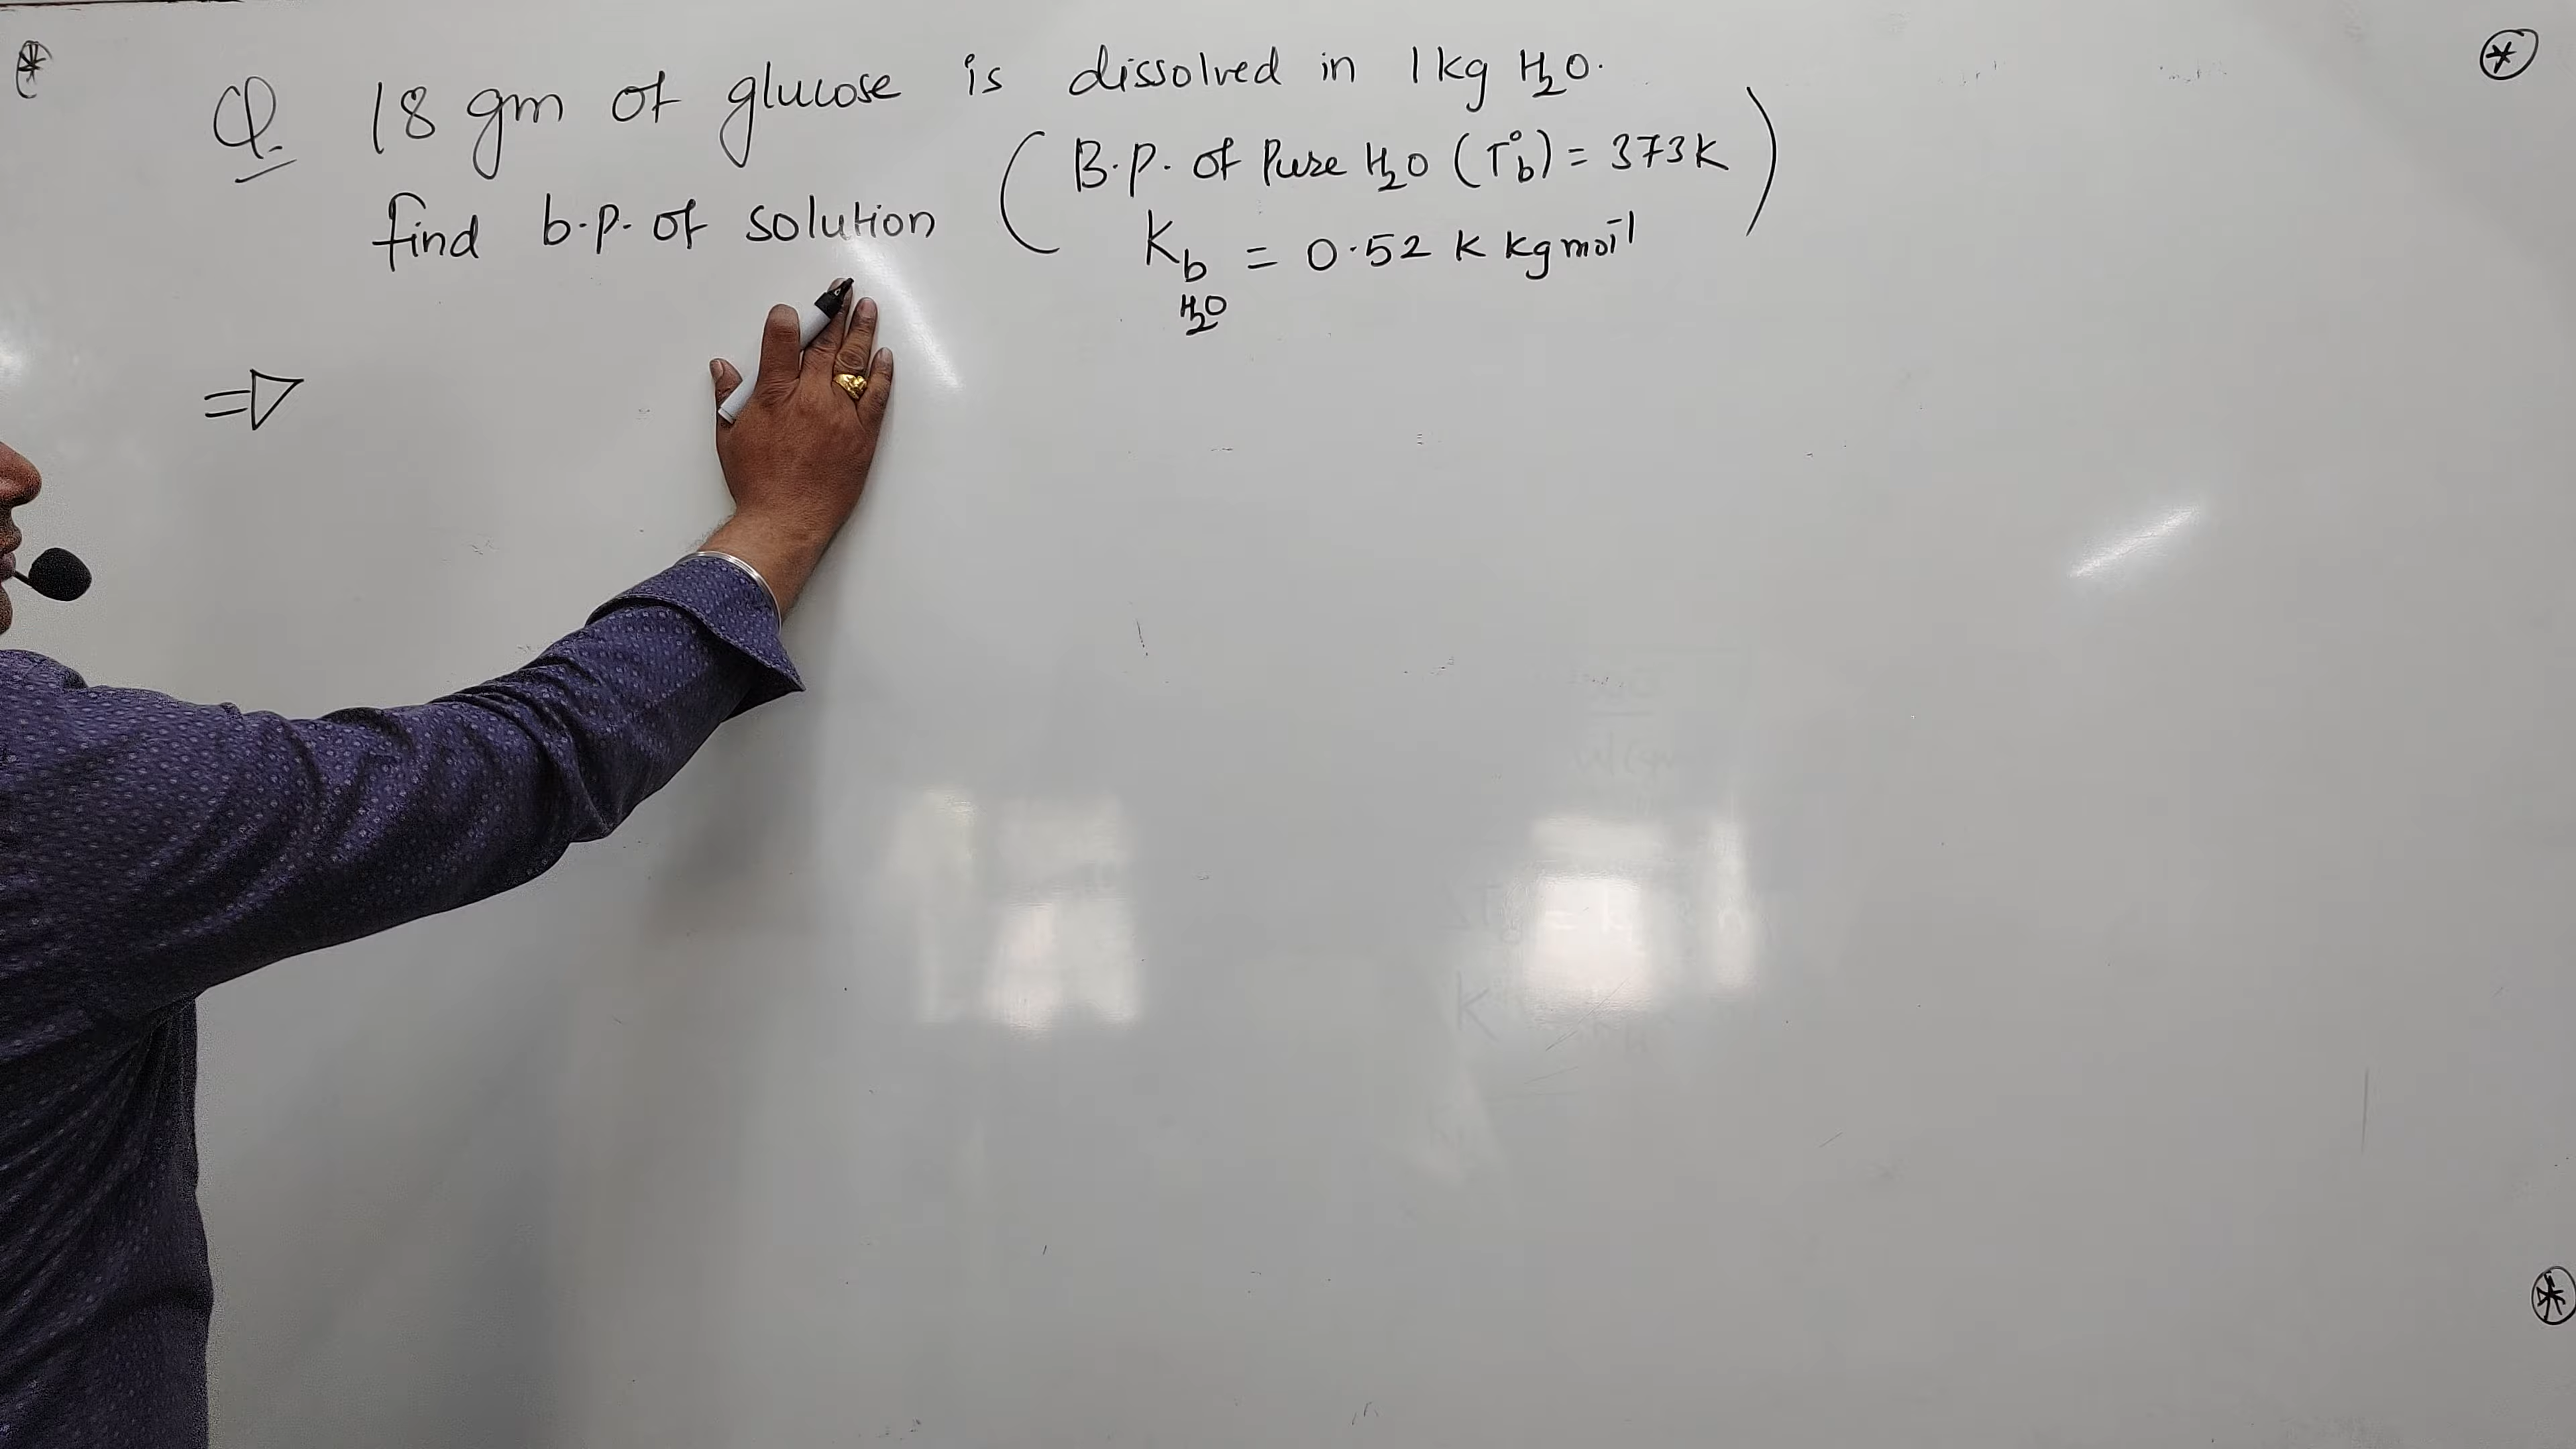 Q. 18 gm of glucose is dissolved in 1 kg H₂O.
find b.p. of solution (B.P. of Pure H₂O (T°b) = 373 K
Kb H₂O = 0.52 K kg mol⁻¹)
⇒